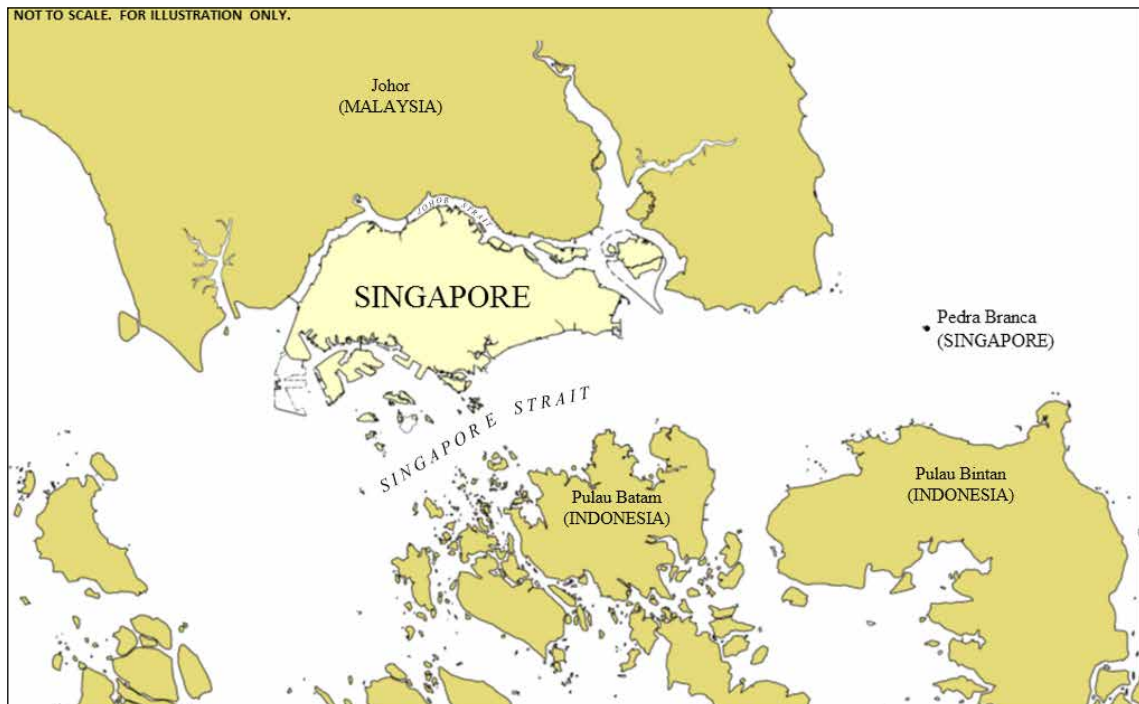 NOT TO SCALE. FOR ILLUSTRATION ONLY.
Johor
(MALAYSIA)
JOHOR STRAIT
SINGAPORE
Pedra Branca
(SINGAPORE)
SINGAPORE STRAIT
Pulau Batam
(INDONESIA)
Pulau Bintan
(INDONESIA)